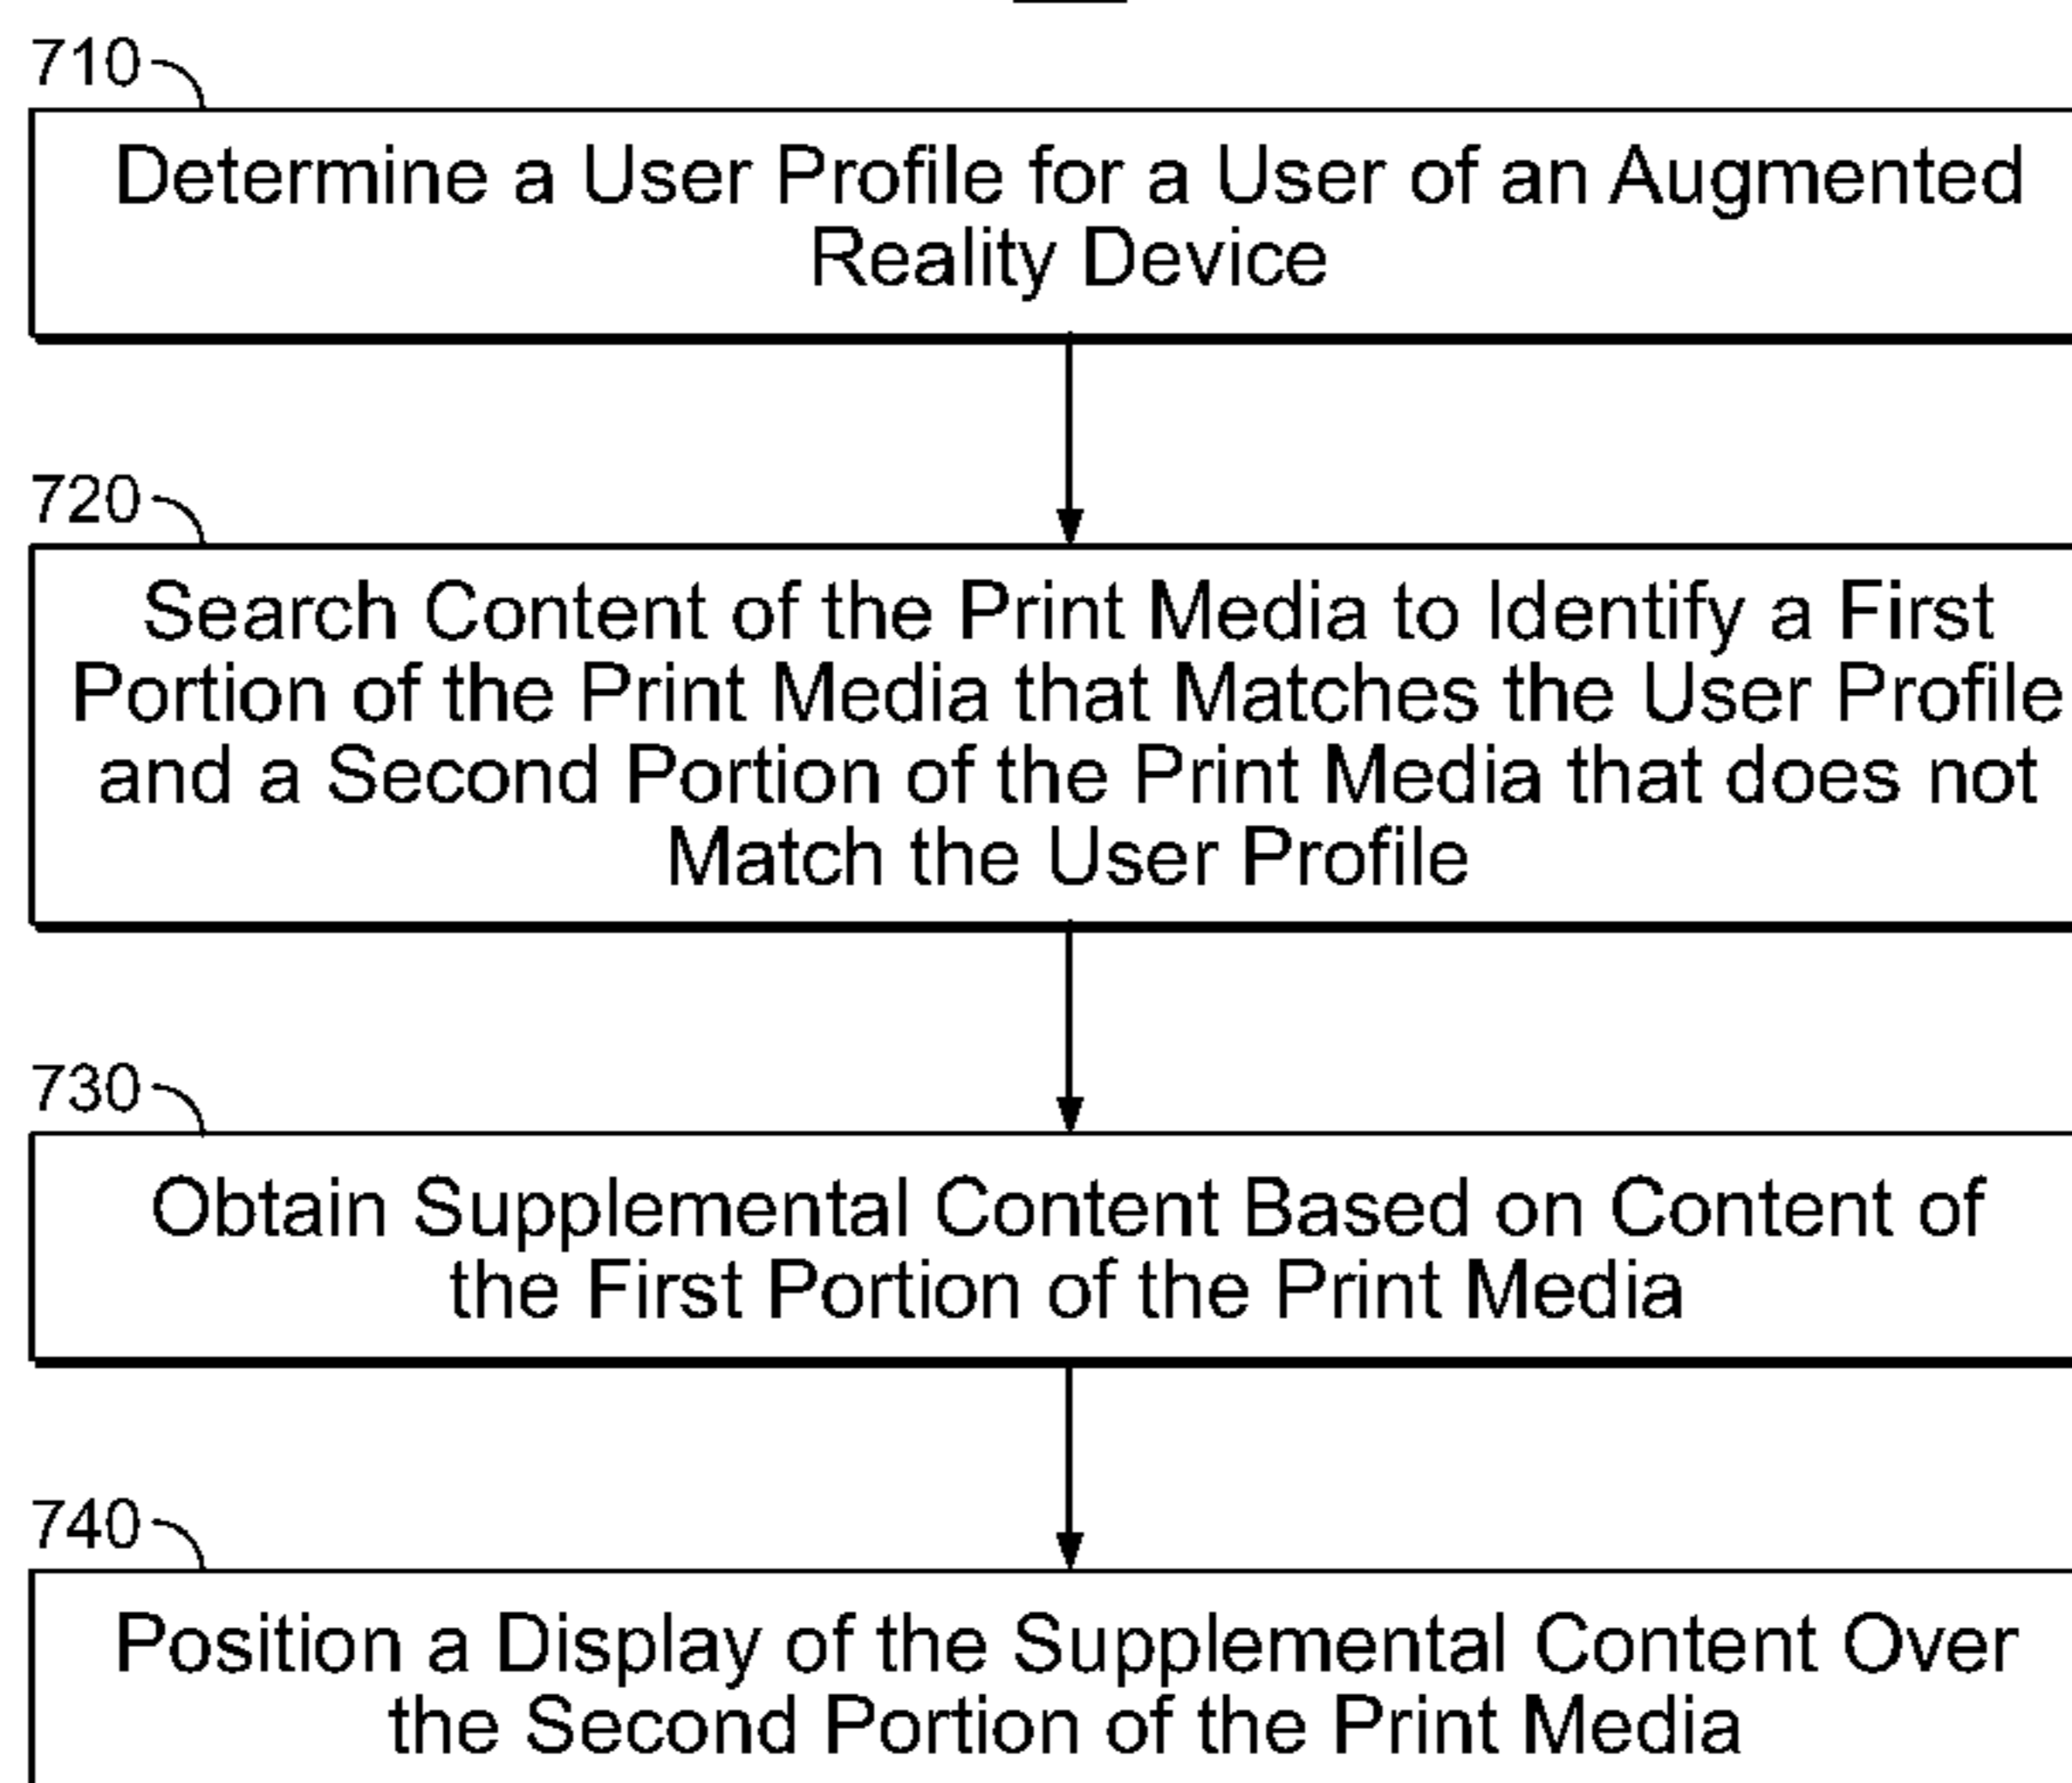 710
Determine a User Profile for a User of an Augmented
Reality Device
720
Search Content of the Print Media to Identify a First
Portion of the Print Media that Matches the User Profile
and a Second Portion of the Print Media that does not
Match the User Profile
730
Obtain Supplemental Content Based on Content of
the First Portion of the Print Media
740
Position a Display of the Supplemental Content Over
the Second Portion of the Print Media